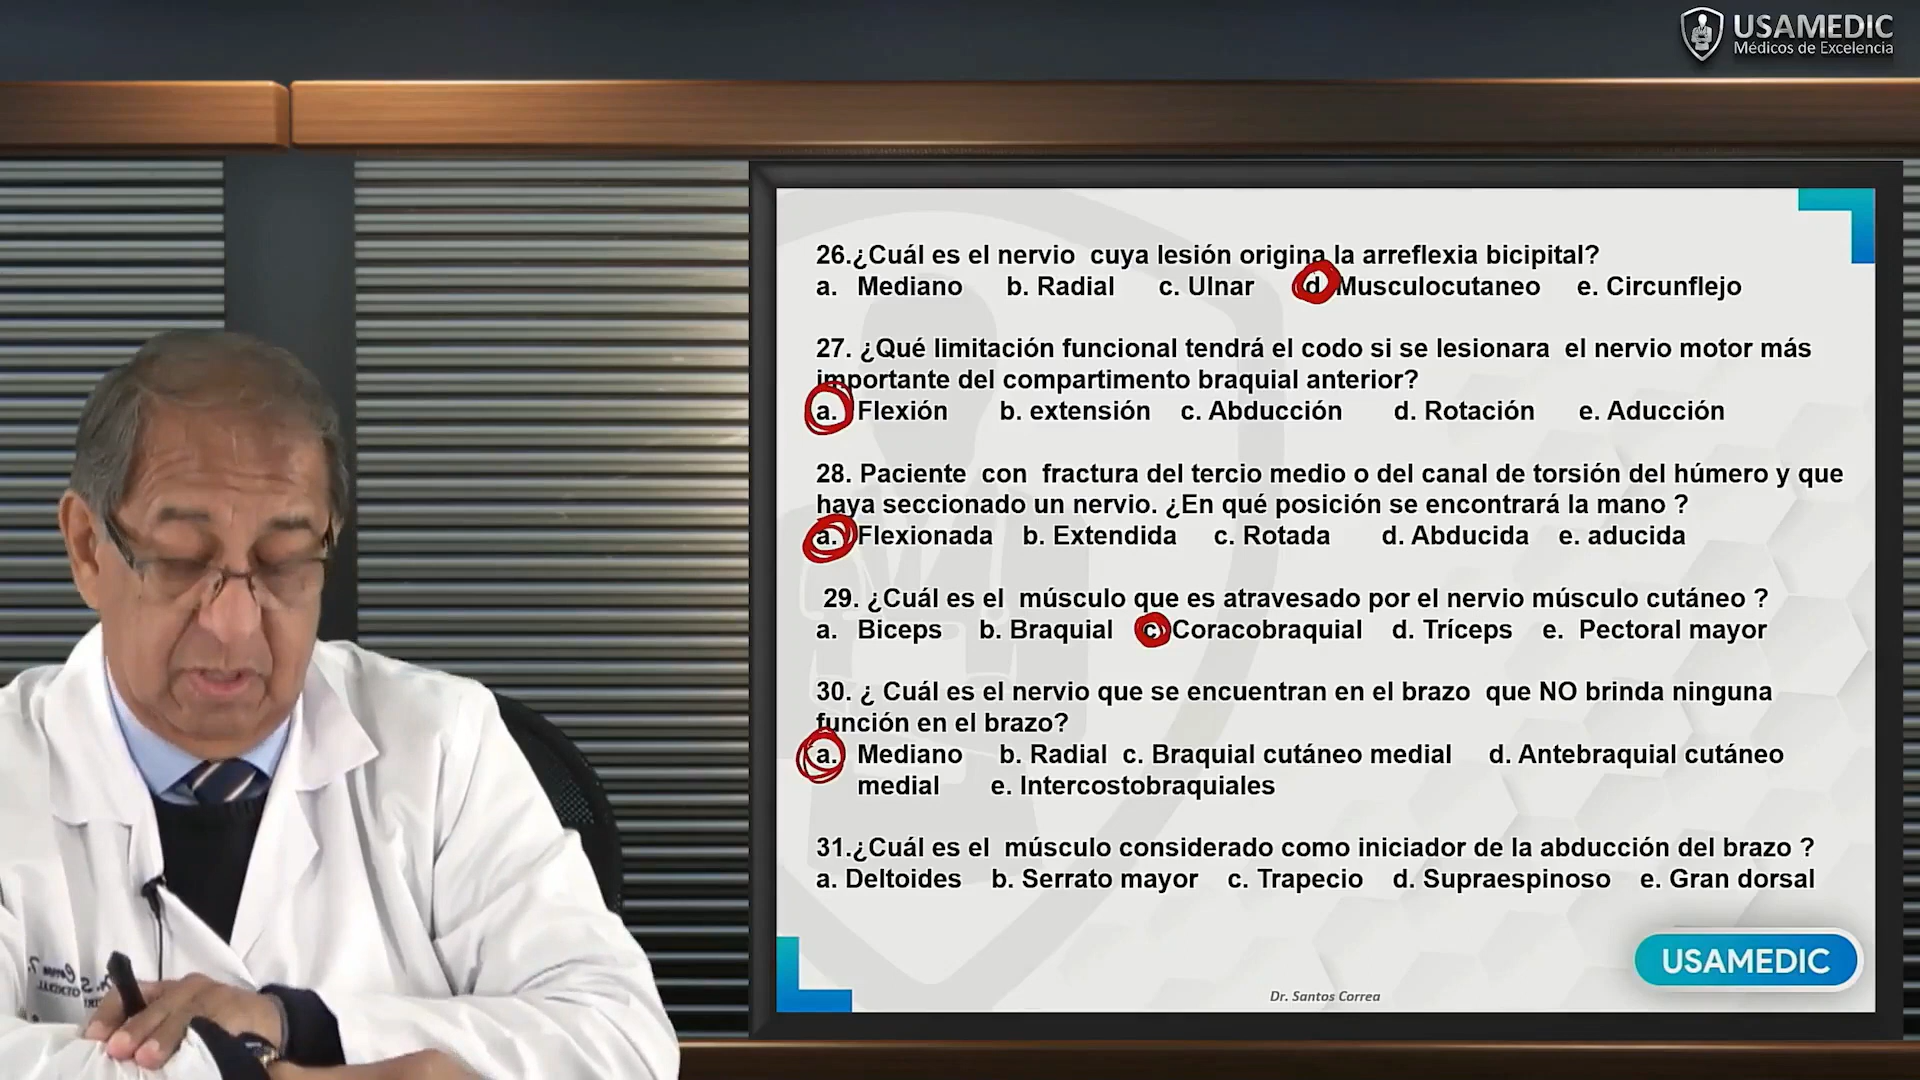 USAMEDIC
Médicos de Excelencia
26.¿Cuál es el nervio cuya lesión origina la arreflexia bicipital?
a. Mediano b. Radial c. Ulnar d. Musculocutaneo e. Circunflejo
27. ¿Qué limitación funcional tendrá el codo si se lesionara el nervio motor más
importante del compartimento braquial anterior?
a. Flexión b. extensión c. Abducción d. Rotación e. Aducción
28. Paciente con fractura del tercio medio o del canal de torsión del húmero y que
haya seccionado un nervio. ¿En qué posición se encontrará la mano ?
a. Flexionada b. Extendida c. Rotada d. Abducida e. aducida
29. ¿Cuál es el músculo que es atravesado por el nervio músculo cutáneo ?
a. Biceps b. Braquial c. Coracobraquial d. Tríceps e. Pectoral mayor
30. ¿ Cuál es el nervio que se encuentran en el brazo que NO brinda ninguna
función en el brazo?
a. Mediano b. Radial c. Braquial cutáneo medial d. Antebraquial cutáneo
medial e. Intercostobraquiales
31.¿Cuál es el músculo considerado como iniciador de la abducción del brazo ?
a. Deltoides b. Serrato mayor c. Trapecio d. Supraespinoso e. Gran dorsal
USAMEDIC
Dr. Santos Correa